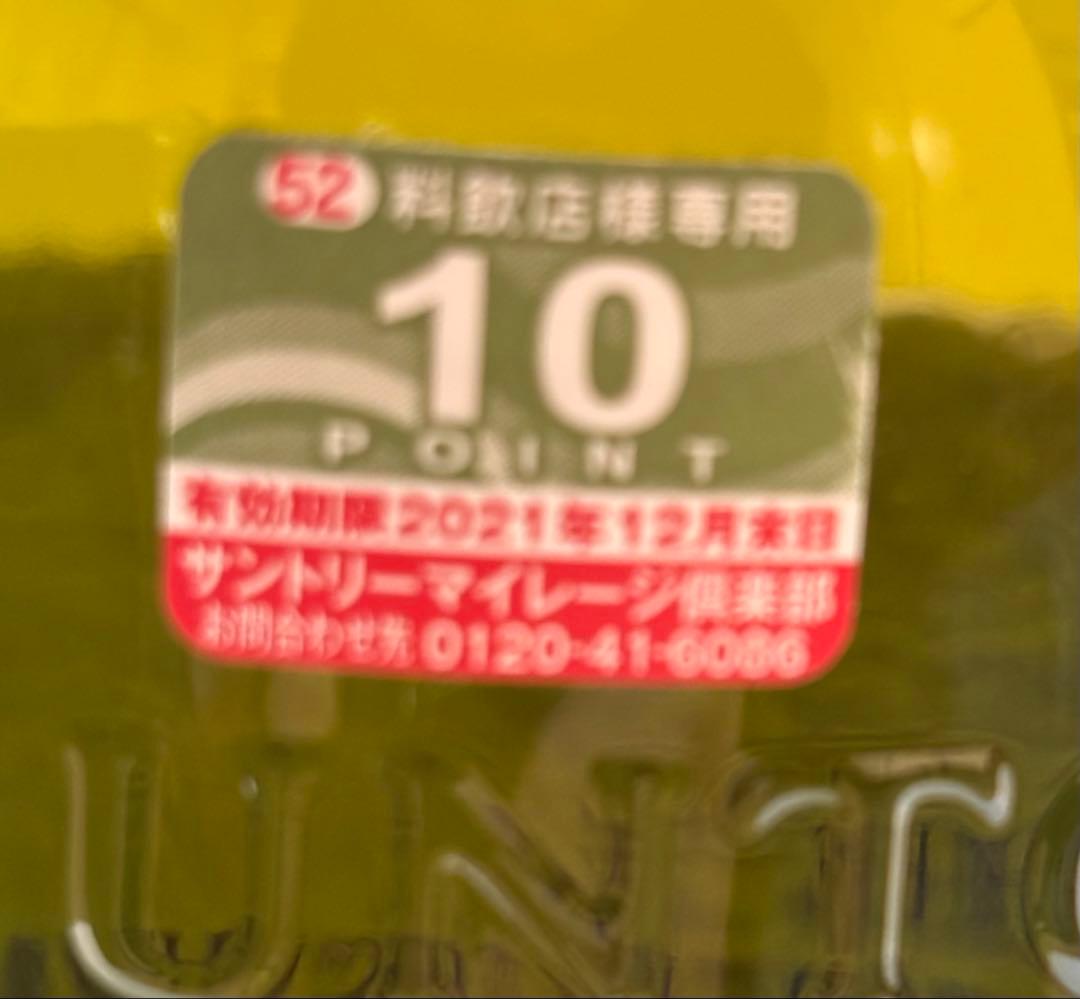 52 料飲店様専用
10
POINT
有効期限2021年12月末日
サントリーマイレージ倶楽部
お問合わせ先 0120-41-6086
UNTO